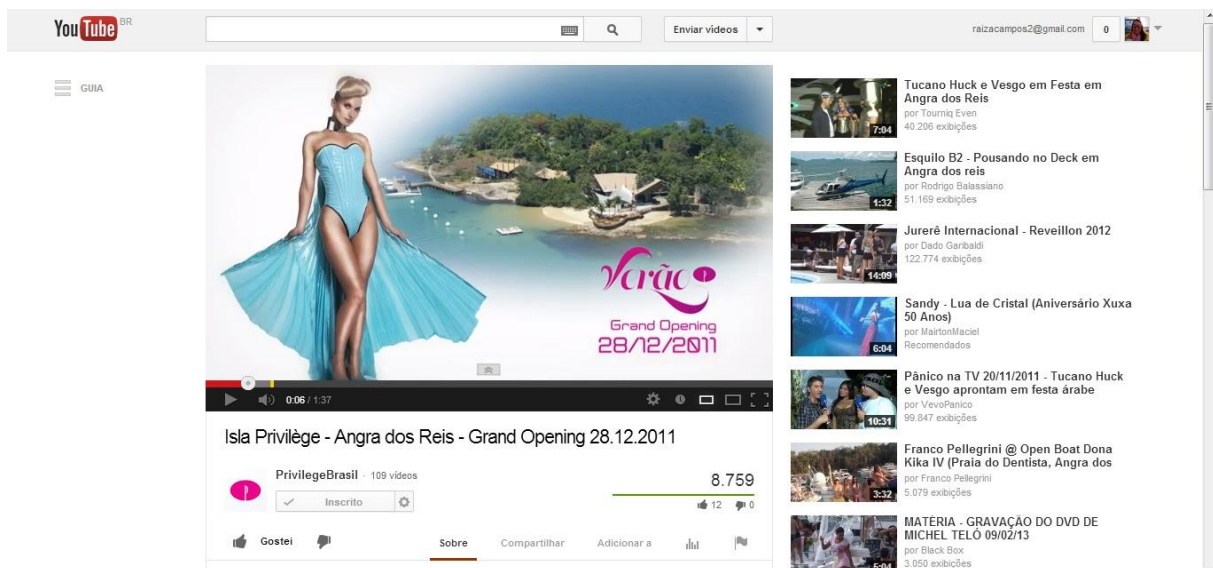 YouTube BR
Enviar vídeos
raizacampos2@gmail.com 0
GUIA
Verão
Grand Opening
28/12/2011
0:06 / 1:37
Isla Privilège - Angra dos Reis - Grand Opening 28.12.2011
PrivilegeBrasil · 109 vídeos
Inscrito
8.759
12 0
Gostei
Sobre Compartilhar Adicionar a
7:04
Tucano Huck e Vesgo em Festa em
Angra dos Reis
por Tourniq Even
40.206 exibições
1:32
Esquilo B2 - Pousando no Deck em
Angra dos reis
por Rodrigo Balassiano
51.169 exibições
14:09
Jurerê Internacional - Reveillon 2012
por Dado Garibaldi
122.774 exibições
6:04
Sandy - Lua de Cristal (Aniversário Xuxa
50 Anos)
por MairtonMaciel
Recomendados
10:31
Pânico na TV 20/11/2011 - Tucano Huck
e Vesgo aprontam em festa árabe
por VevoPanico
99.847 exibições
3:32
Franco Pellegrini @ Open Boat Dona
Kika IV (Praia do Dentista, Angra dos
por Franco Pellegrini
5.079 exibições
5:04
MATÉRIA - GRAVAÇÃO DO DVD DE
MICHEL TELÓ 09/02/13
por Black Box
3.050 exibições